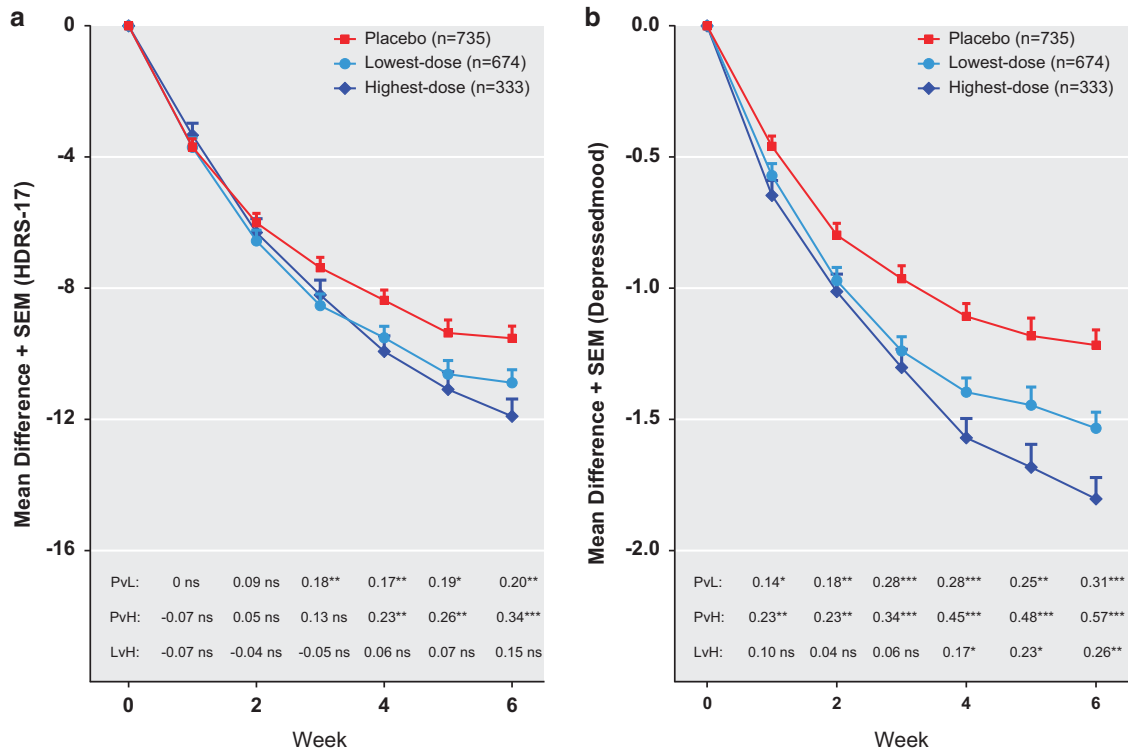 a
Mean Difference + SEM (HDRS-17)
0
-4
-8
-12
-16
Placebo (n=735)
Lowest-dose (n=674)
Highest-dose (n=333)
PvL: 0 ns 0.09 ns 0.18** 0.17** 0.19* 0.20**
PvH: -0.07 ns 0.05 ns 0.13 ns 0.23** 0.26** 0.34***
LvH: -0.07 ns -0.04 ns -0.05 ns 0.06 ns 0.07 ns 0.15 ns
0 2 4 6
Week
b
Mean Difference + SEM (Depressedmood)
0.0
-0.5
-1.0
-1.5
-2.0
Placebo (n=735)
Lowest-dose (n=674)
Highest-dose (n=333)
PvL: 0.14* 0.18** 0.28*** 0.28*** 0.25** 0.31***
PvH: 0.23** 0.23** 0.34*** 0.45*** 0.48*** 0.57***
LvH: 0.10 ns 0.04 ns 0.06 ns 0.17* 0.23* 0.26**
0 2 4 6
Week